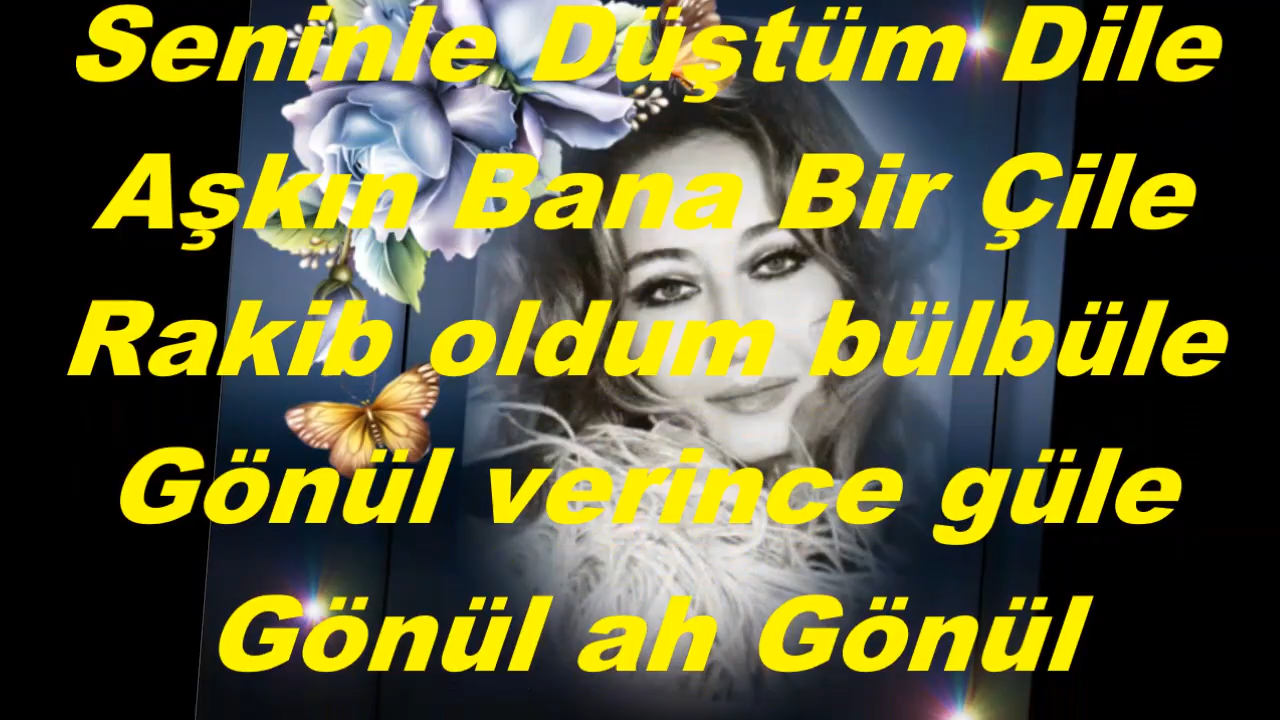 Seninle Düştüm Dile
Aşkın Bana Bir Çile
Rakib oldum bülbüle
Gönül verince güle
Gönül ah Gönül